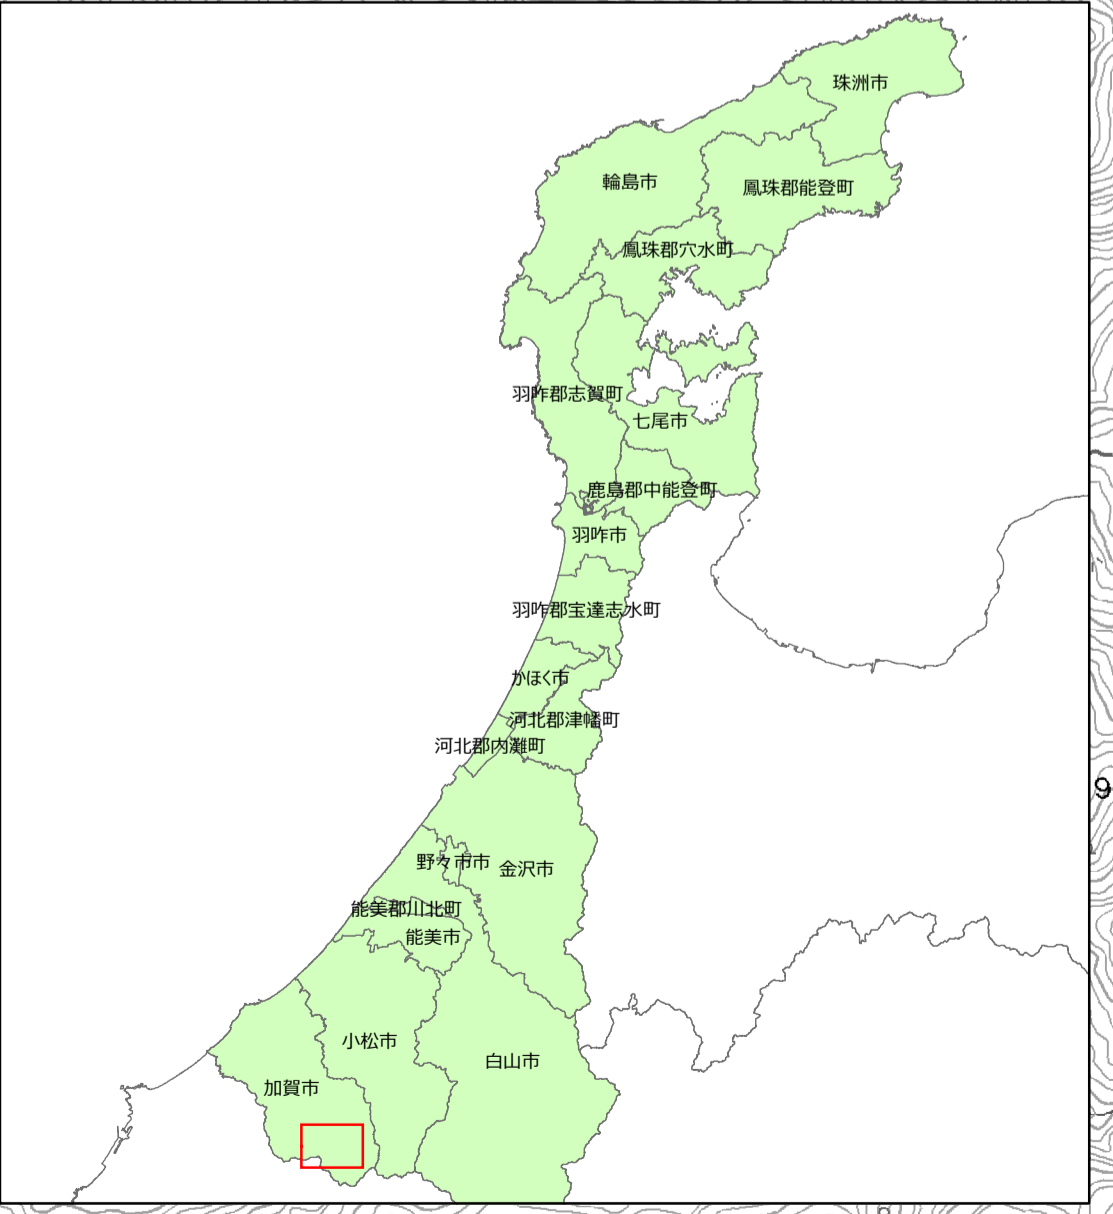 珠洲市
輪島市
鳳珠郡能登町
鳳珠郡穴水町
羽咋郡志賀町
七尾市
鹿島郡中能登町
羽咋市
羽咋郡宝達志水町
かほく市
河北郡津幡町
河北郡内灘町
9
野々市市
金沢市
能美郡川北町
能美市
小松市
白山市
加賀市